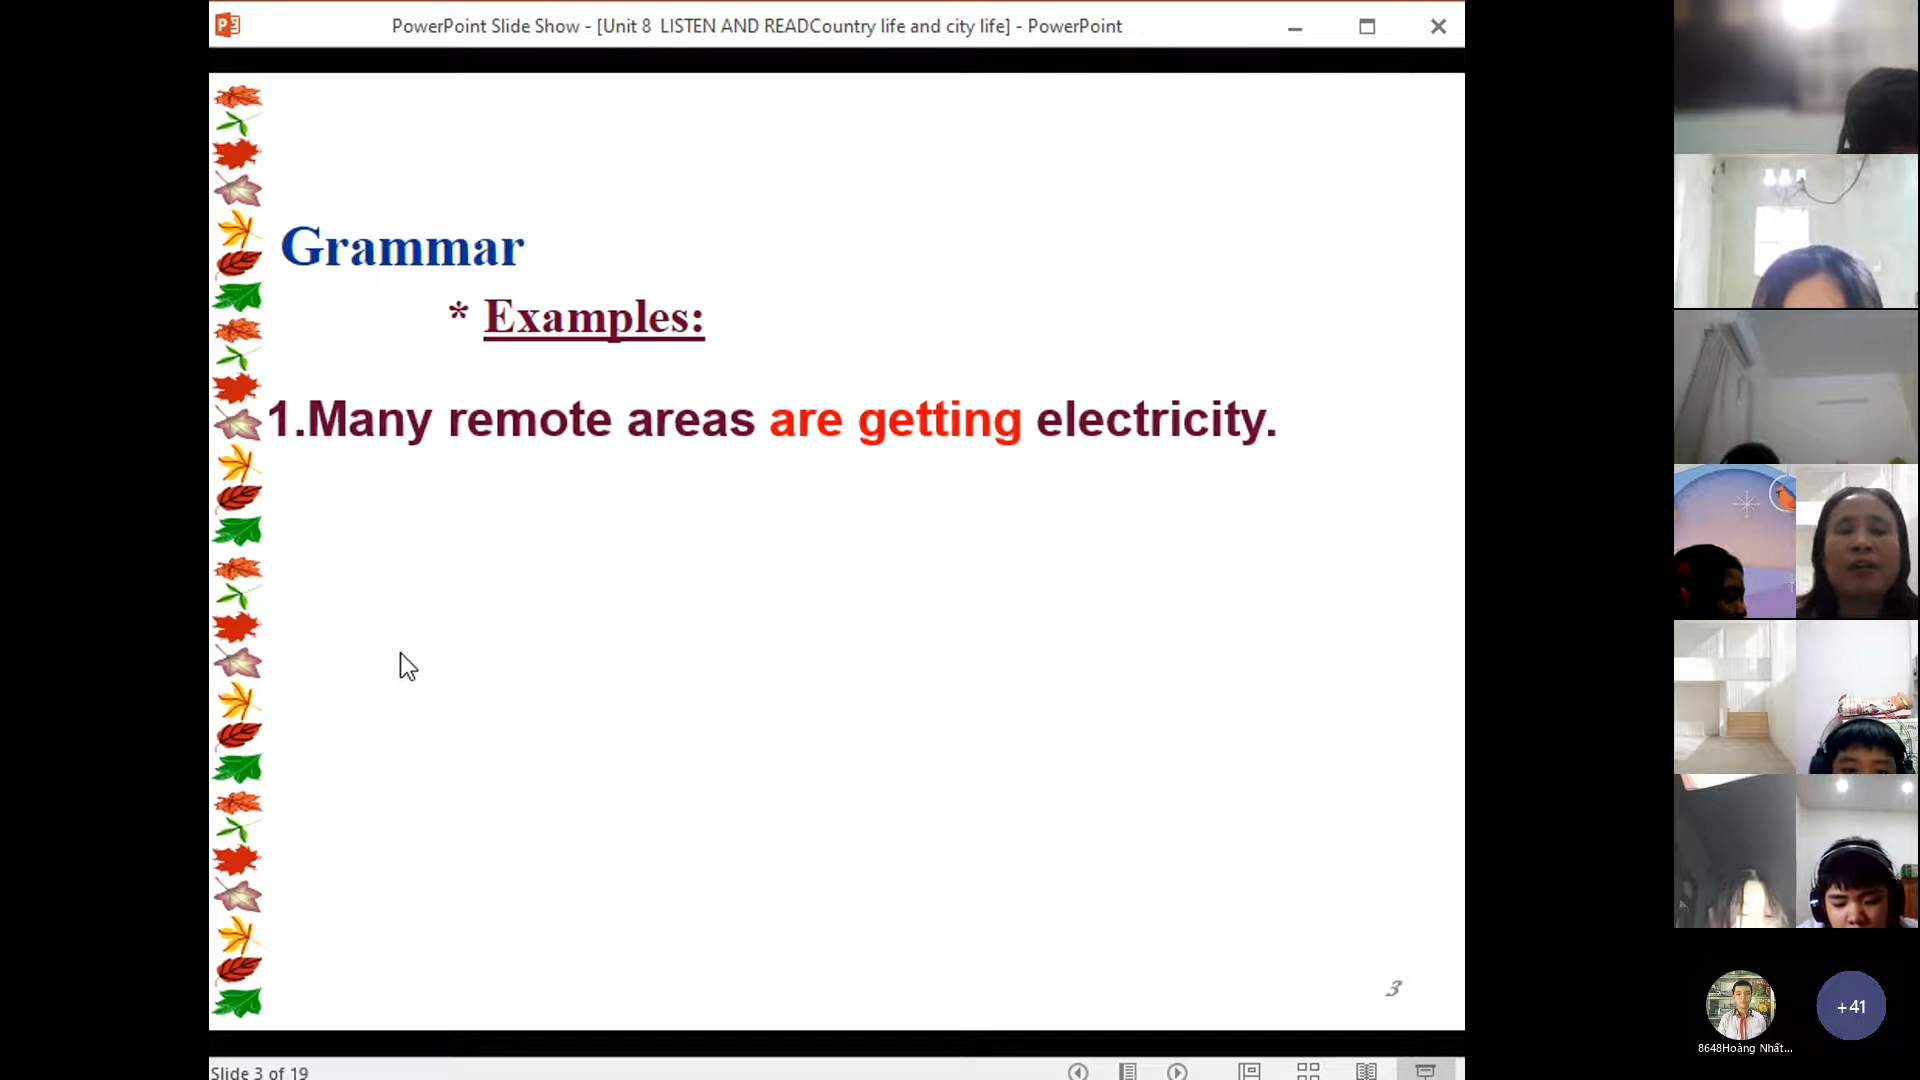 PowerPoint Slide Show - [Unit 8 LISTEN AND READCountry life and city life] - PowerPoint
Grammar
* Examples:
1.Many remote areas are getting electricity.
3
Slide 3 of 19
8648Hoàng Nhất...
+41